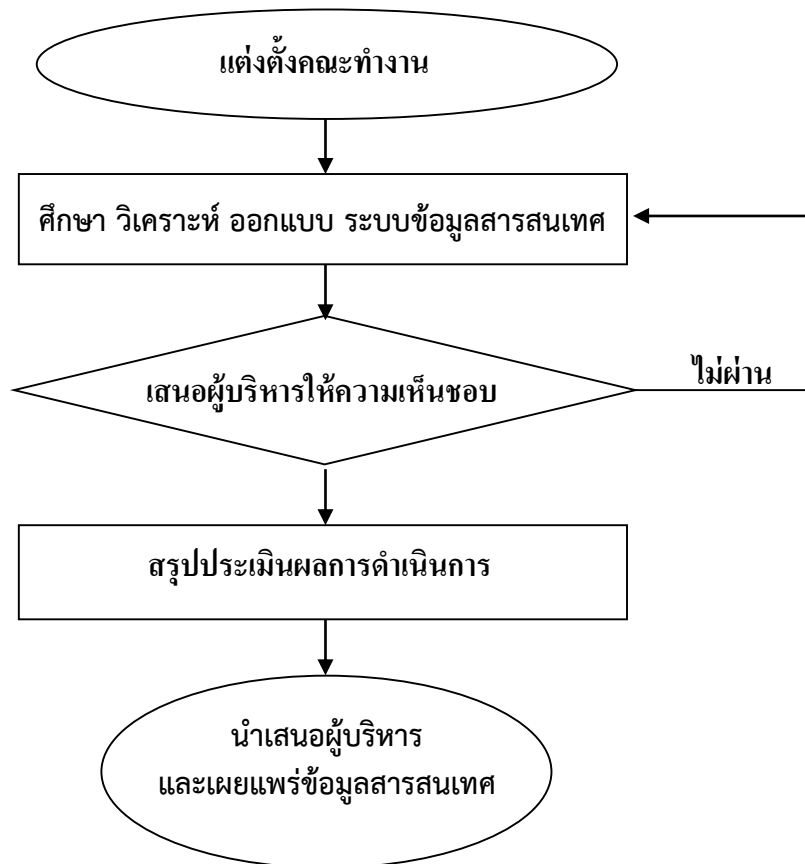 แต่งตั้งคณะทำงาน
ศึกษา วิเคราะห์ ออกแบบ ระบบข้อมูลสารสนเทศ
เสนอผู้บริหารให้ความเห็นชอบ
ไม่ผ่าน
สรุปประเมินผลการดำเนินการ
นำเสนอผู้บริหาร
และเผยแพร่ข้อมูลสารสนเทศ